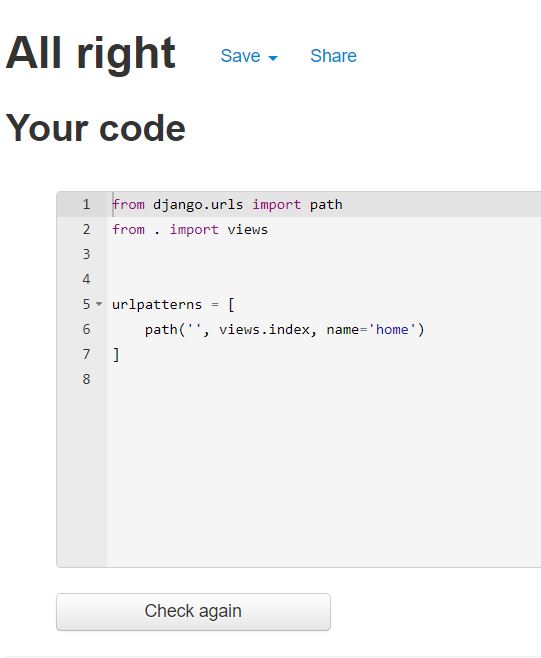 All right Save Share
Your code
1 from django.urls import path
2 from . import views
3
4
5 urlpatterns = [
6     path('', views.index, name='home')
7 ]
8
Check again